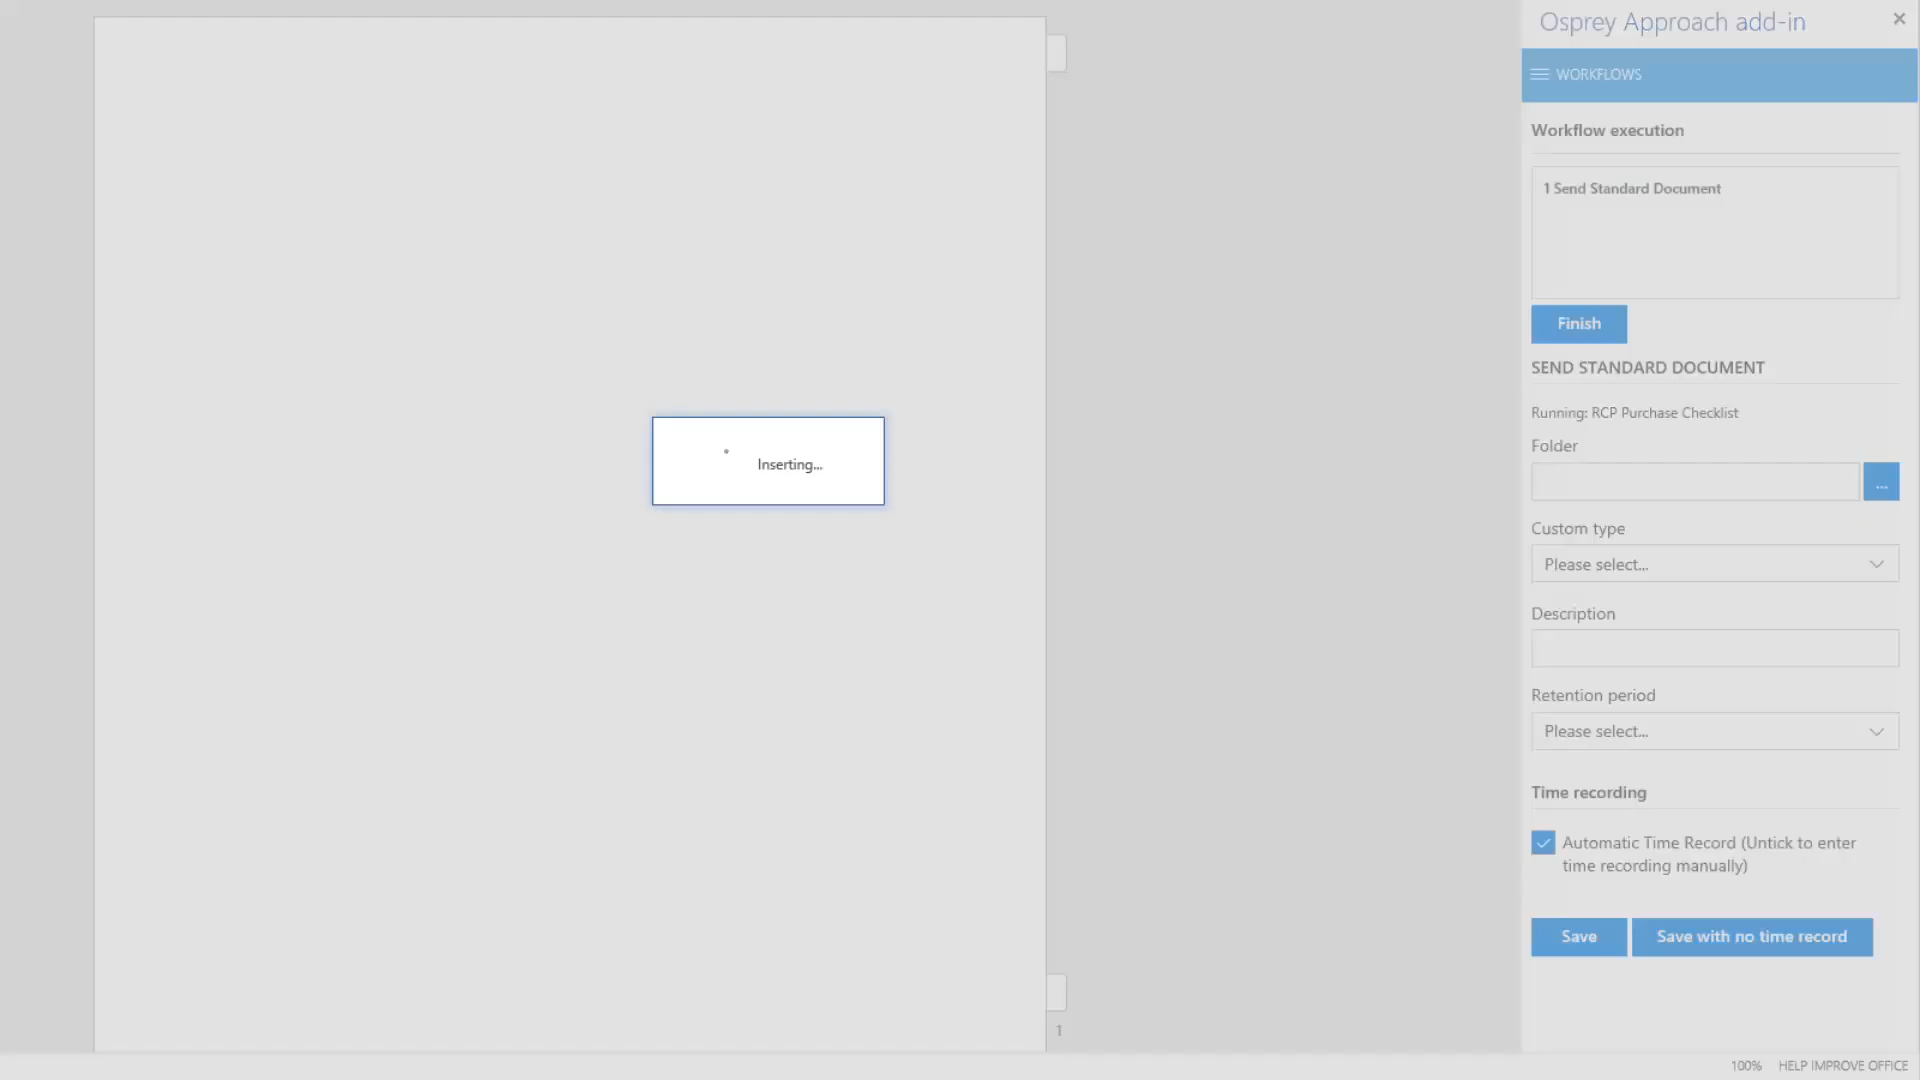 Osprey Approach add-in
WORKFLOWS
Workflow execution
1 Send Standard Document
Finish
SEND STANDARD DOCUMENT
Running: RCP Purchase Checklist
Folder
...
Custom type
Please select...
Description
Retention period
Please select...
Time recording
Automatic Time Record (Untick to enter
time recording manually)
Save
Save with no time record
Inserting...
1
100%
HELP IMPROVE OFFICE